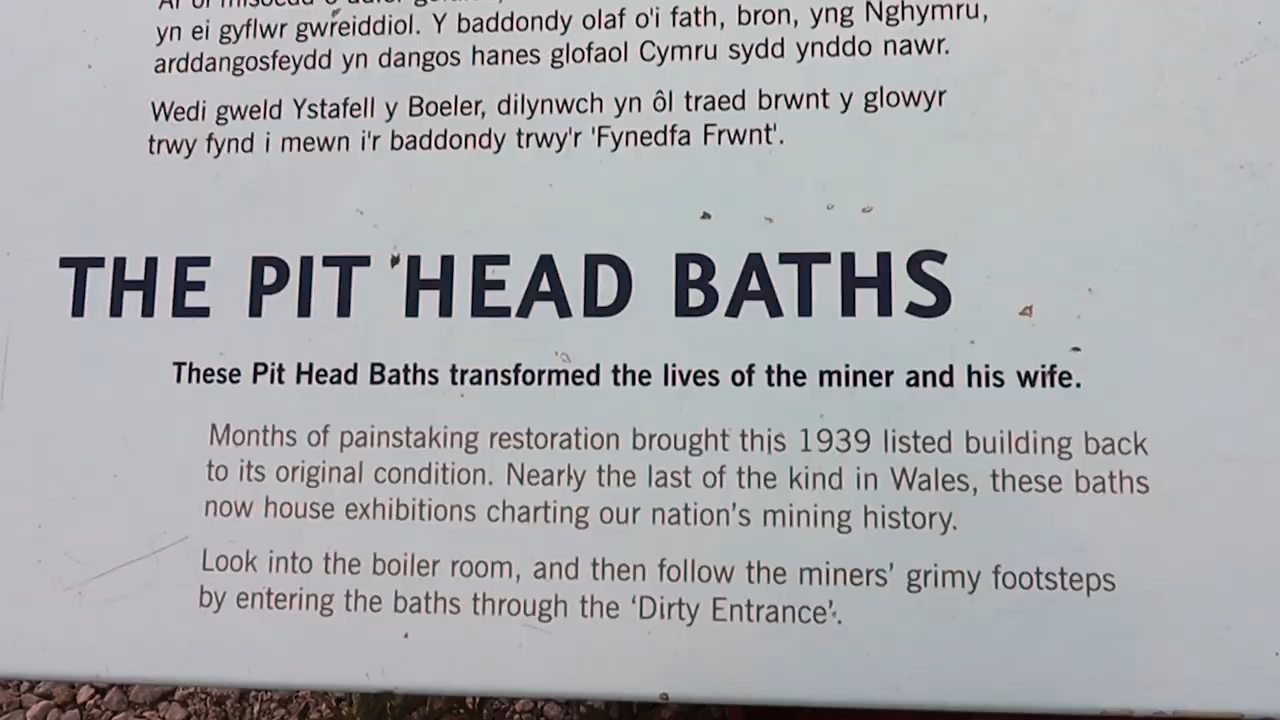 yn ei gyflwr gwreiddiol. Y baddondy olaf o'i fath, bron, yng Nghymru,
arddangosfeydd yn dangos hanes glofaol Cymru sydd ynddo nawr.
Wedi gweld Ystafell y Boeler, dilynwch yn ôl traed brwnt y glowyr
trwy fynd i mewn i'r baddondy trwy'r 'Fynedfa Frwnt'.
THE PIT HEAD BATHS
These Pit Head Baths transformed the lives of the miner and his wife.
Months of painstaking restoration brought this 1939 listed building back
to its original condition. Nearly the last of the kind in Wales, these baths
now house exhibitions charting our nation's mining history.
Look into the boiler room, and then follow the miners' grimy footsteps
by entering the baths through the 'Dirty Entrance'.